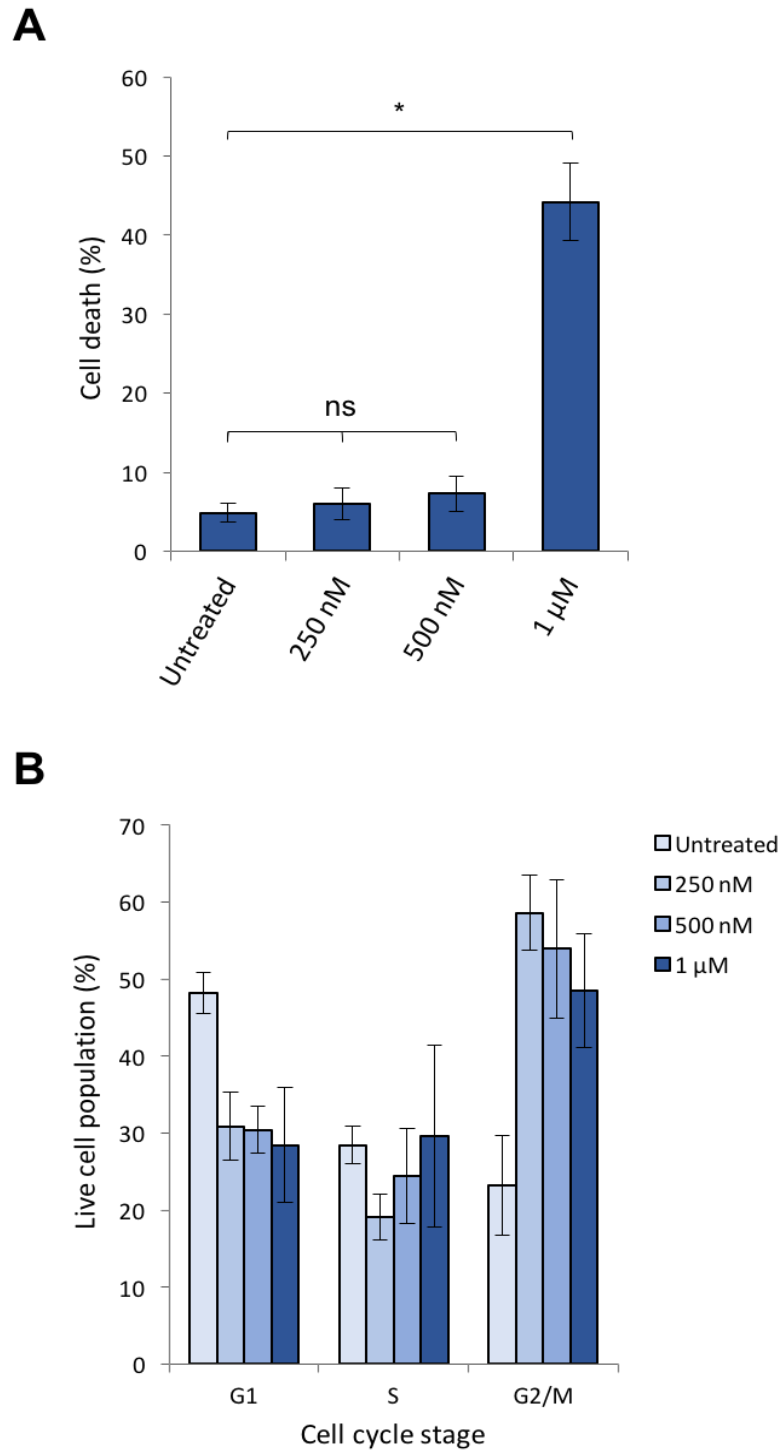 A
60
50
40
30
20
10
0
Cell death (%)
*
ns
Untreated
250 nM
500 nM
1 µM
B
70
60
50
40
30
20
10
0
Live cell population (%)
G1
S
G2/M
Cell cycle stage
Untreated
250 nM
500 nM
1 µM